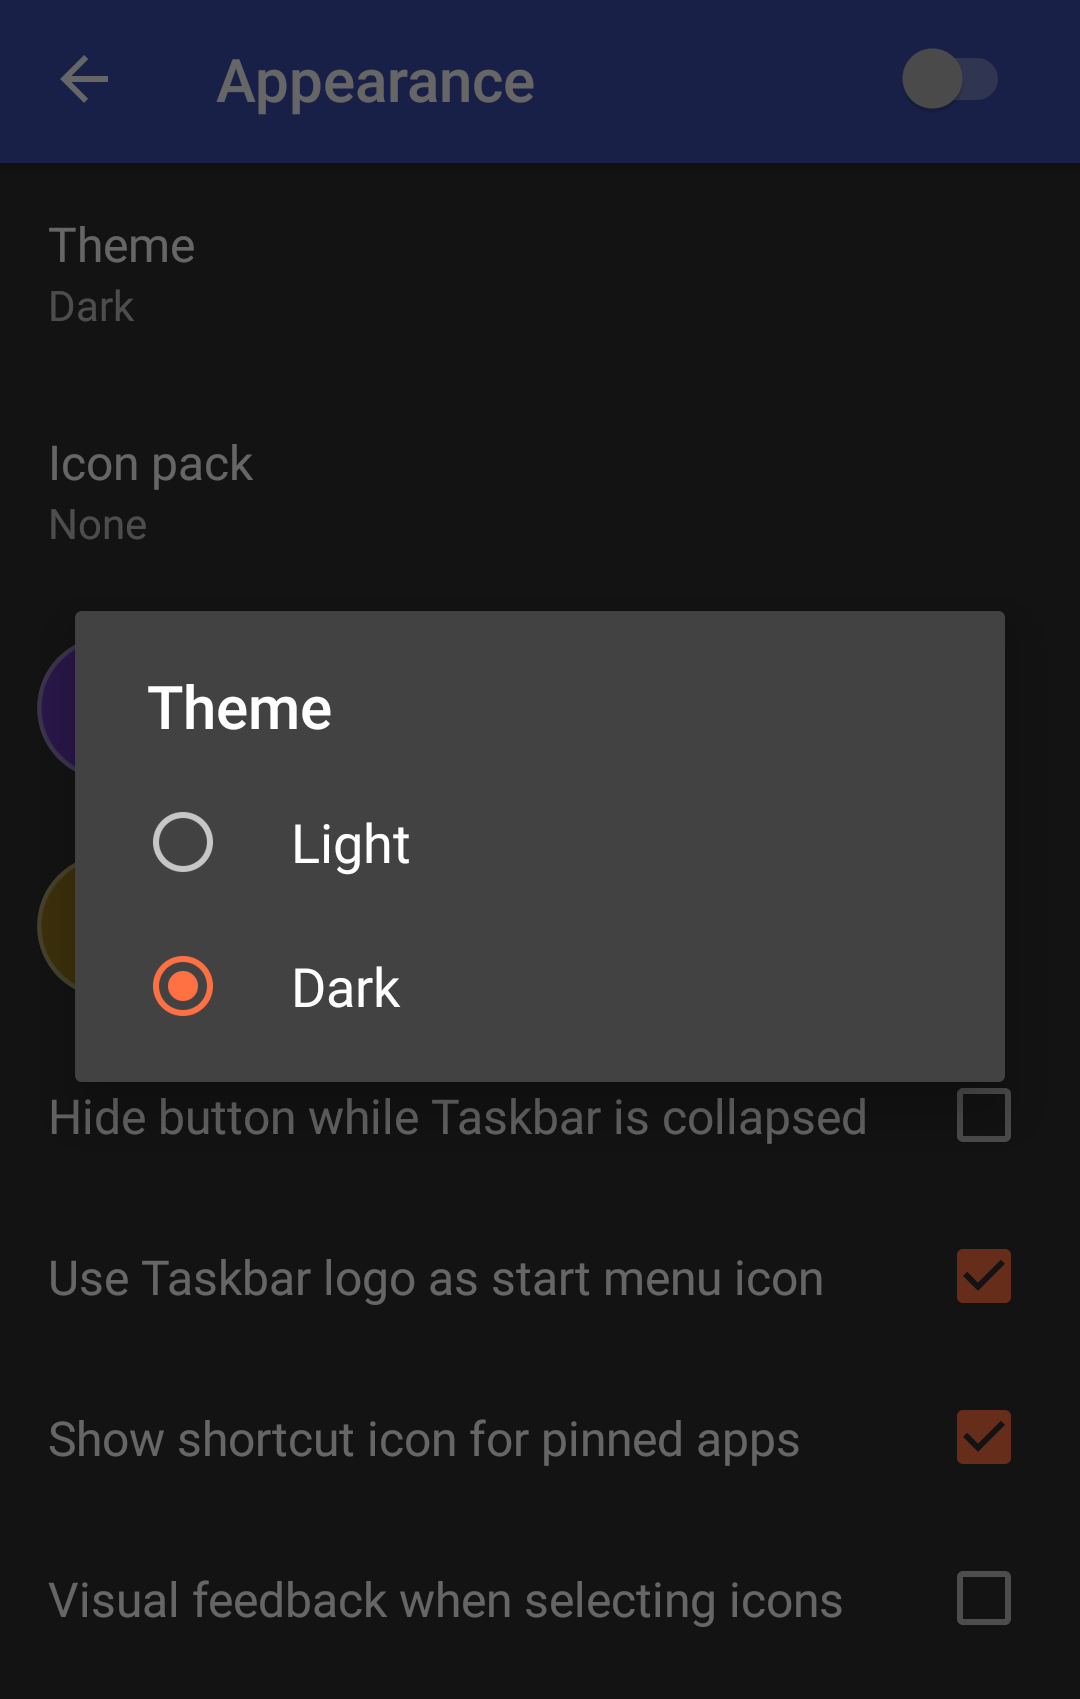 Appearance
Theme
Dark
Icon pack
None
Theme
Light
Dark
Hide button while Taskbar is collapsed
Use Taskbar logo as start menu icon
Show shortcut icon for pinned apps
Visual feedback when selecting icons